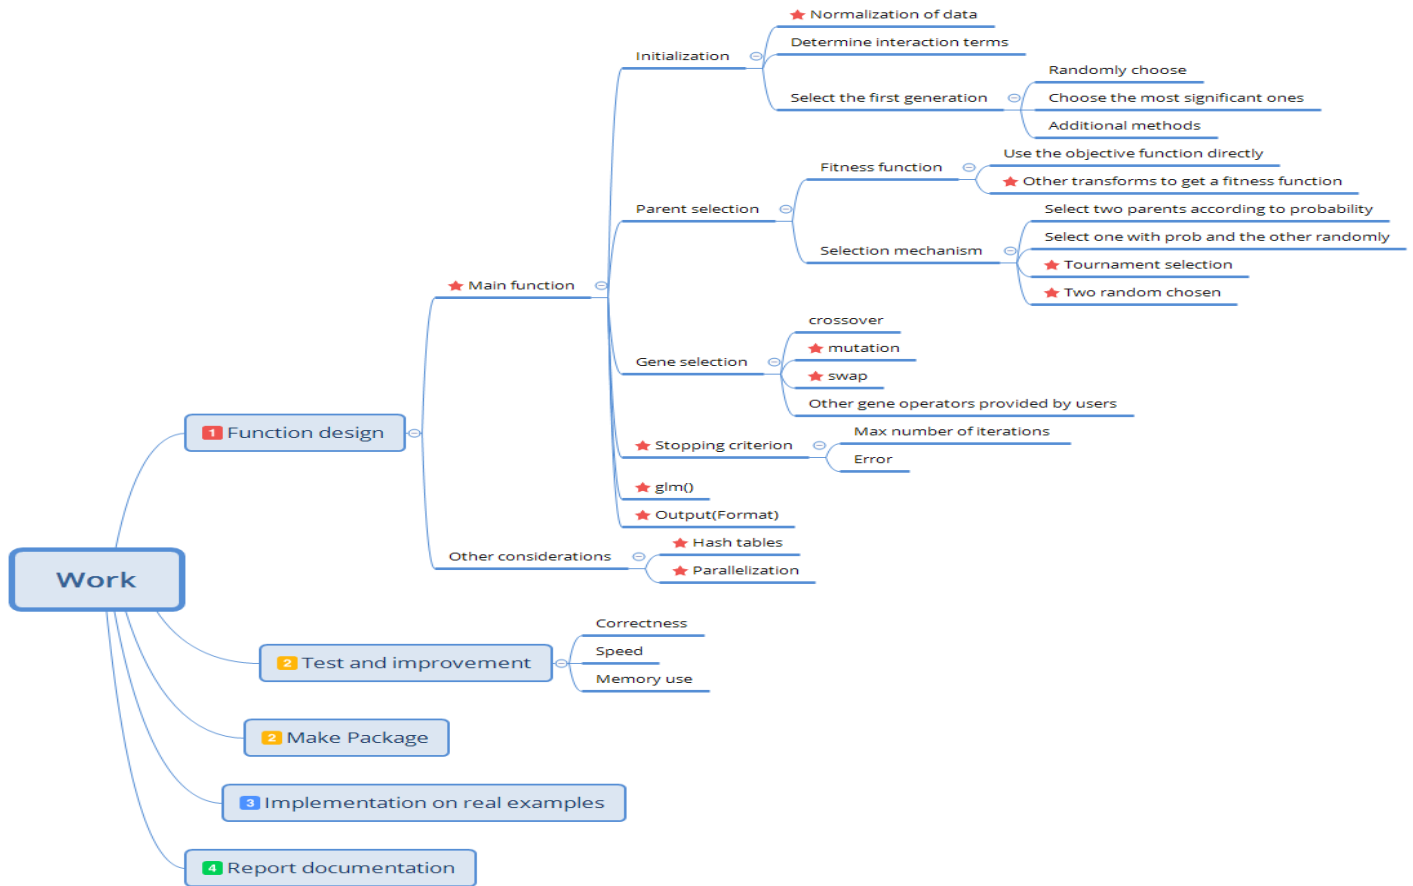 Normalization of data
Determine interaction terms
Initialization
Select the first generation
Randomly choose
Choose the most significant ones
Additional methods
Fitness function
Use the objective function directly
Other transforms to get a fitness function
Parent selection
Selection mechanism
Select two parents according to probability
Select one with prob and the other randomly
Tournament selection
Two random chosen
Main function
Gene selection
crossover
mutation
swap
Other gene operators provided by users
Stopping criterion
Max number of iterations
Error
glm()
Output(Format)
1 Function design
Other considerations
Hash tables
Parallelization
Work
2 Test and improvement
Correctness
Speed
Memory use
2 Make Package
3 Implementation on real examples
4 Report documentation